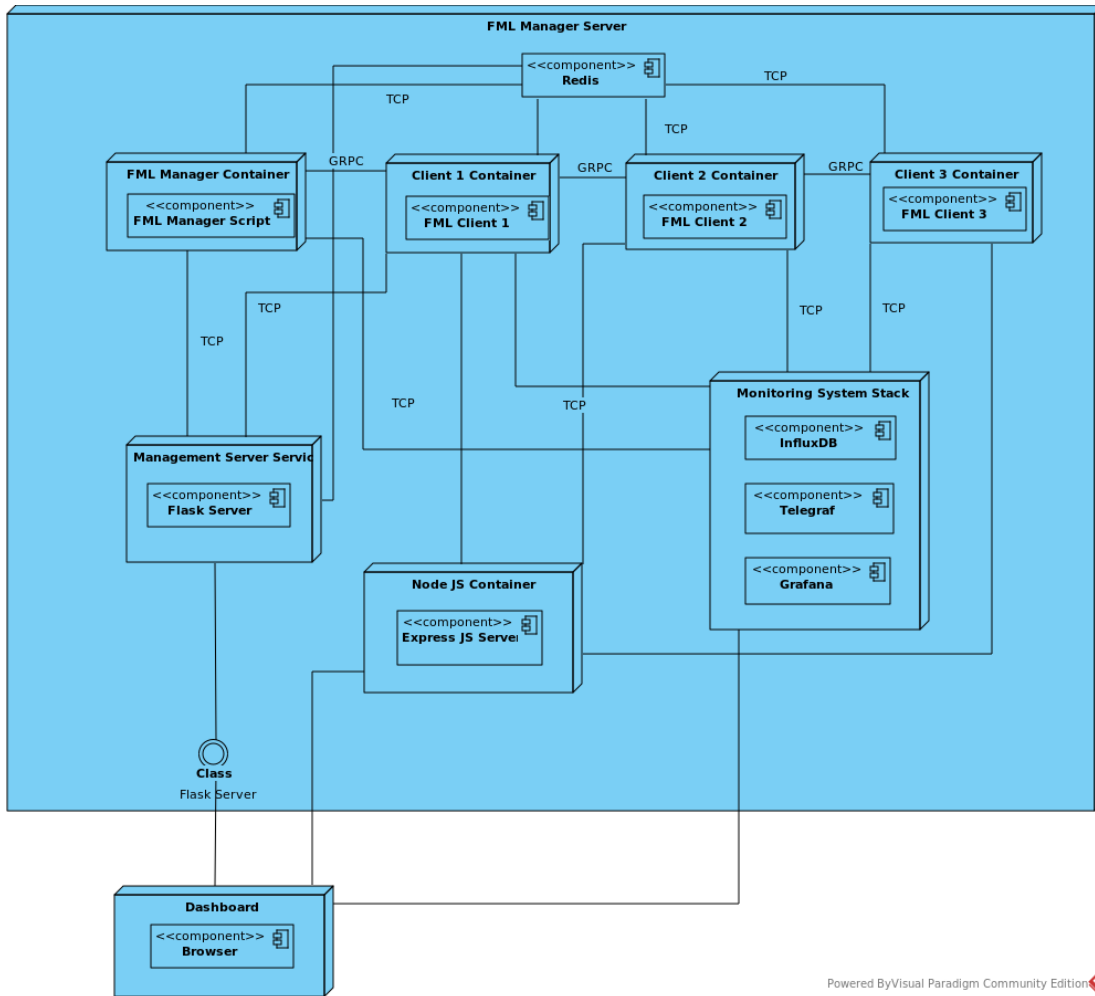 FML Manager Server
<<component>>
Redis
TCP
TCP
TCP
GRPC
GRPC
GRPC
FML Manager Container
<<component>>
FML Manager Script
Client 1 Container
<<component>>
FML Client 1
Client 2 Container
<<component>>
FML Client 2
Client 3 Container
<<component>>
FML Client 3
TCP
TCP
TCP
TCP
TCP
TCP
Management Server Servic
<<component>>
Flask Server
Monitoring System Stack
<<component>>
InfluxDB
<<component>>
Telegraf
<<component>>
Grafana
Node JS Container
<<component>>
Express JS Server
Class
Flask Server
Dashboard
<<component>>
Browser
Powered ByVisual Paradigm Community Edition